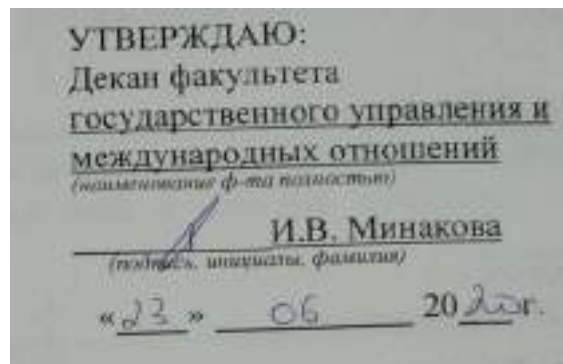 УТВЕРЖДАЮ:
Декан факультета
государственного управления и
международных отношений
(наименование ф-та полностью)
И.В. Минакова
(подпись, инициалы, фамилия)
«23» 06 2020г.